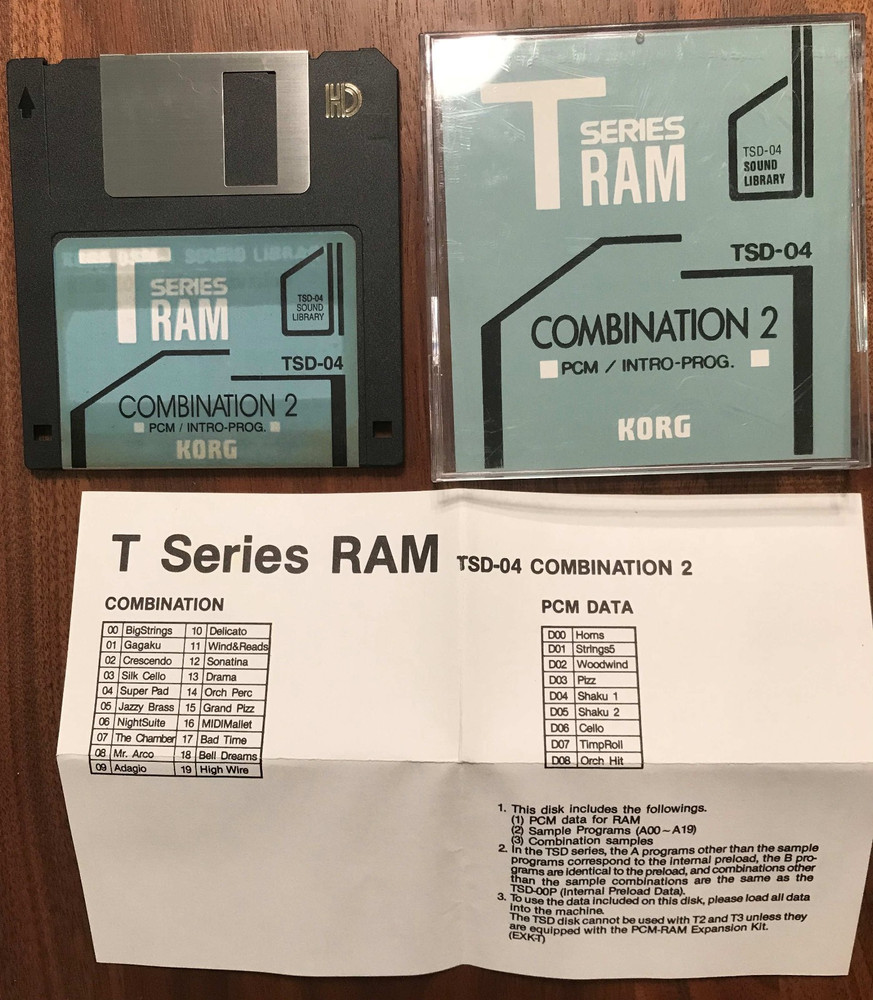 HD
T
SERIES
RAM
TSD-04
SOUND
LIBRARY
TSD-04
COMBINATION 2
PCM / INTRO-PROG.
KORG
T
SERIES
RAM
TSD-04
SOUND
LIBRARY
TSD-04
COMBINATION 2
PCM / INTRO-PROG.
KORG
T Series RAM TSD-04 COMBINATION 2
COMBINATION
00 BigStrings 10 Delicato
01 Gagaku 11 Wind&Reads
02 Crescendo 12 Sonatina
03 Silk Cello 13 Drama
04 Super Pad 14 Orch Perc
05 Jazzy Brass 15 Grand Pizz
06 NightSuite 16 MIDIMallet
07 The Chamber 17 Bad Time
08 Mr. Arco 18 Bell Dreams
09 Adagio 19 High Wire
PCM DATA
D00 Horns
D01 Strings5
D02 Woodwind
D03 Pizz
D04 Shaku 1
D05 Shaku 2
D06 Cello
D07 TimpRoll
D08 Orch Hit
1. This disk includes the followings.
(1) PCM data for RAM
(2) Sample Programs (A00~A19)
(3) Combination samples
2. In the TSD series, the A programs other than the sample
programs correspond to the internal preload, the B pro-
grams are identical to the preload, and combinations other
than the sample combinations are the same as the
TSD-00P (Internal Preload Data).
3. To use the data included on this disk, please load all data
into the machine.
The TSD disk cannot be used with T2 and T3 unless they
are equipped with the PCM-RAM Expansion Kit.
(EXK-T)